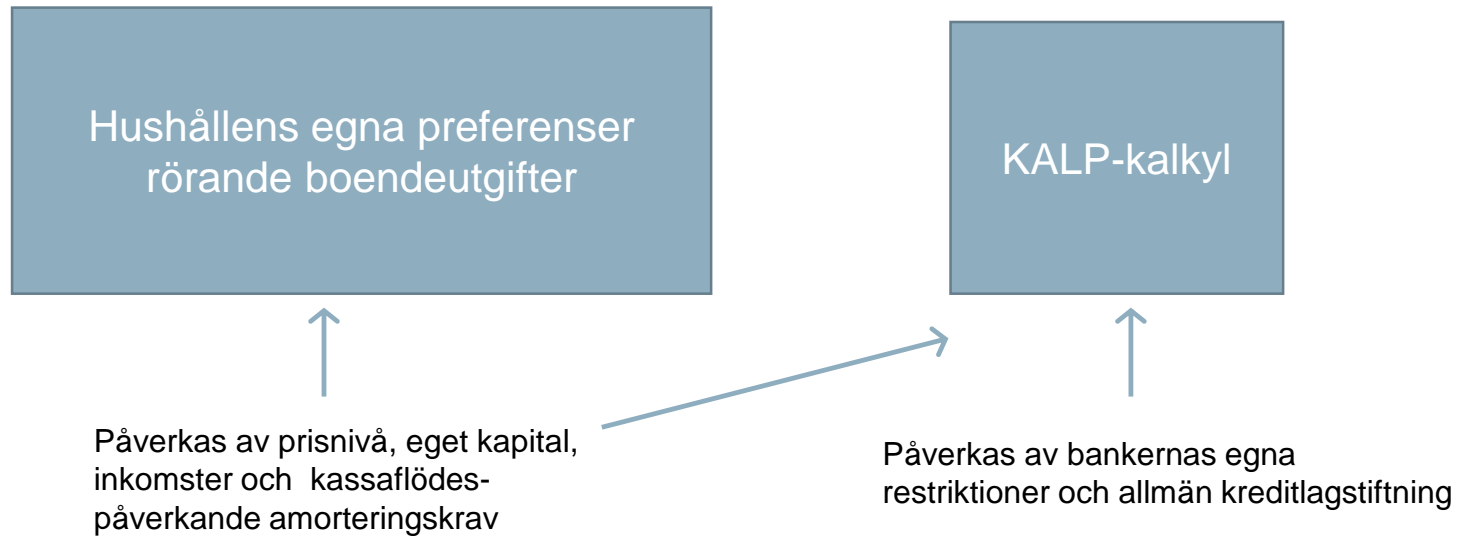 Hushållens egna preferenser
rörande boendeutgifter
KALP-kalkyl
Påverkas av prisnivå, eget kapital,
inkomster och kassaflödes-
påverkande amorteringskrav
Påverkas av bankernas egna
restriktioner och allmän kreditlagstiftning